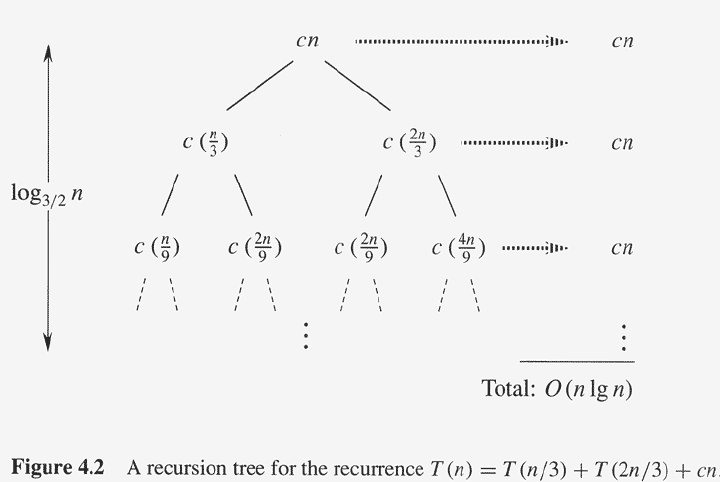 cn cn
c (n/3) c (2n/3) cn
log_{3/2} n
c (n/9) c (2n/9) c (2n/9) c (4n/9) cn
⋮ ⋮
Total: O(n lg n)
Figure 4.2 A recursion tree for the recurrence T(n) = T(n/3) + T(2n/3) + cn.